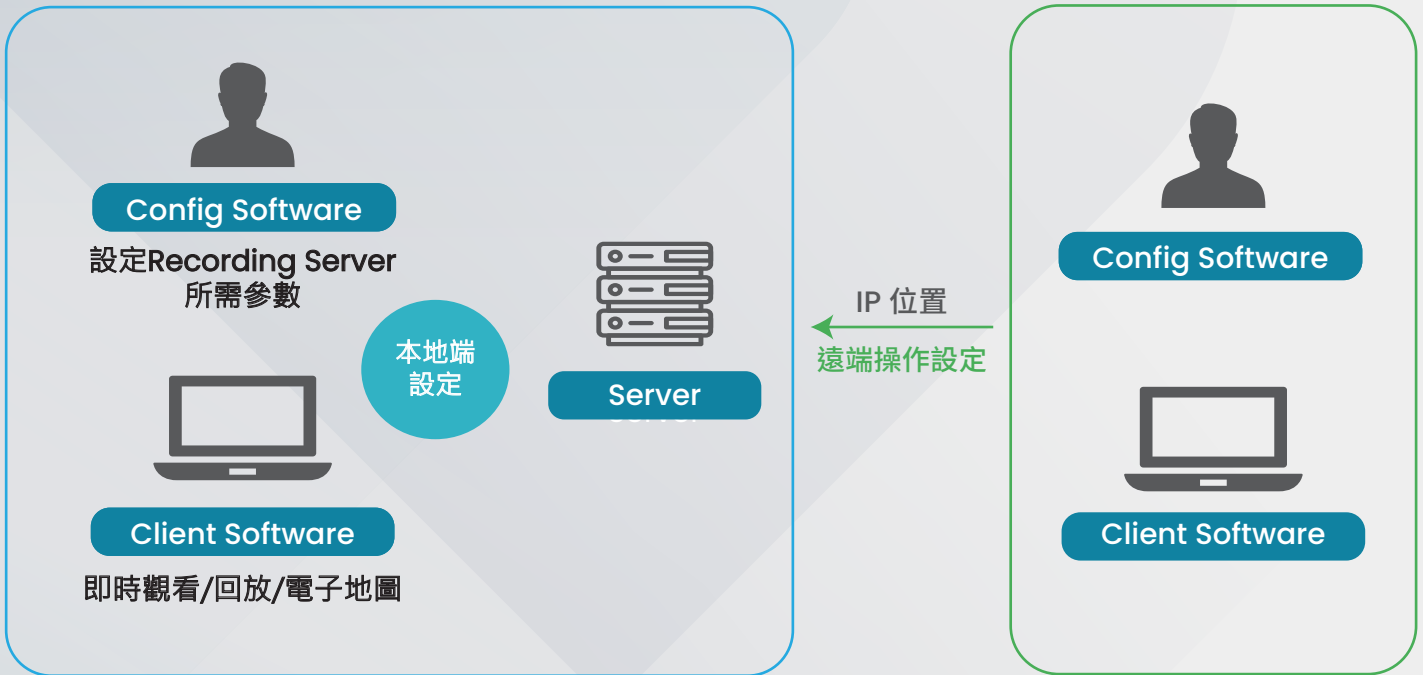 Config Software
設定Recording Server
所需參數
本地端
設定
Client Software
即時觀看/回放/電子地圖
Server
IP 位置
遠端操作設定
Config Software
Client Software